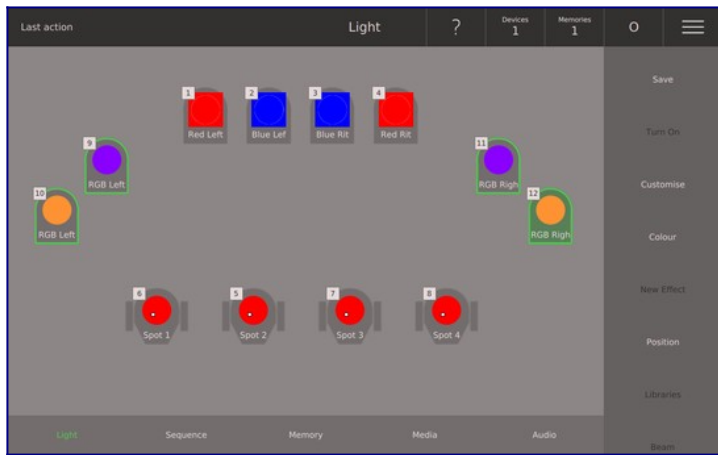 Last action
Light
?
Devices
1
Memories
1
O
Save
Turn On
Customise
Colour
New Effect
Position
Libraries
Beam
1
Red Left
2
Blue Lef
3
Blue Rit
4
Red Rit
9
RGB Left
11
RGB Righ
10
RGB Left
12
RGB Righ
6
Spot 1
5
Spot 2
7
Spot 3
8
Spot 4
Light
Sequence
Memory
Media
Audio